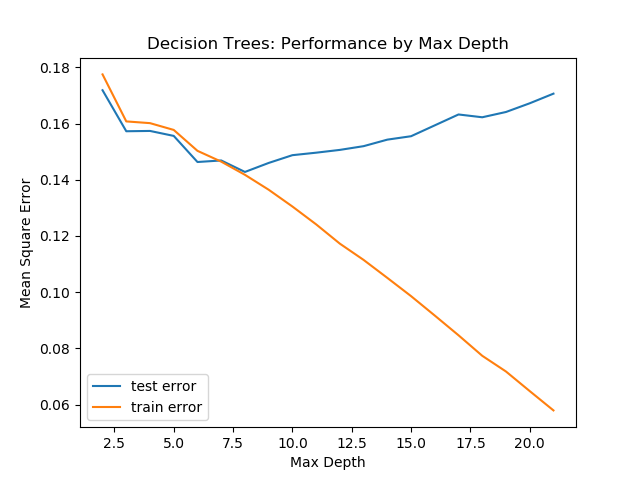 Decision Trees: Performance by Max Depth
0.18
0.16
0.14
0.12
0.10
0.08
0.06
Mean Square Error
test error
train error
2.5 5.0 7.5 10.0 12.5 15.0 17.5 20.0
Max Depth